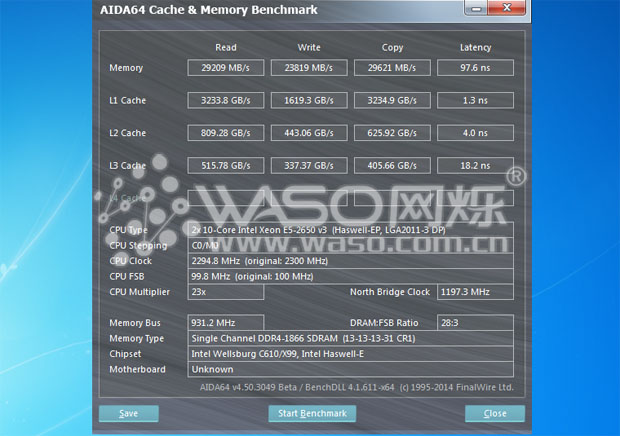 AIDA64 Cache & Memory Benchmark
Read Write Copy Latency
Memory 29209 MB/s 23819 MB/s 29621 MB/s 97.6 ns
L1 Cache 3233.8 GB/s 1619.3 GB/s 3234.9 GB/s 1.3 ns
L2 Cache 809.28 GB/s 443.06 GB/s 625.92 GB/s 4.0 ns
L3 Cache 515.78 GB/s 337.37 GB/s 405.66 GB/s 18.2 ns
L4 Cache
WASO网烁®
www.waso.com.cn
CPU Type 2x 10-Core Intel Xeon E5-2650 v3 (Haswell-EP, LGA2011-3 DP)
CPU Stepping C0/M0
CPU Clock 2294.8 MHz (original: 2300 MHz)
CPU FSB 99.8 MHz (original: 100 MHz)
CPU Multiplier 23x North Bridge Clock 1197.3 MHz
Memory Bus 931.2 MHz DRAM:FSB Ratio 28:3
Memory Type Single Channel DDR4-1866 SDRAM (13-13-13-31 CR1)
Chipset Intel Wellsburg C610/X99, Intel Haswell-E
Motherboard Unknown
AIDA64 v4.50.3049 Beta / BenchDLL 4.1.611-x64 (c) 1995-2014 FinalWire Ltd.
Save Start Benchmark Close